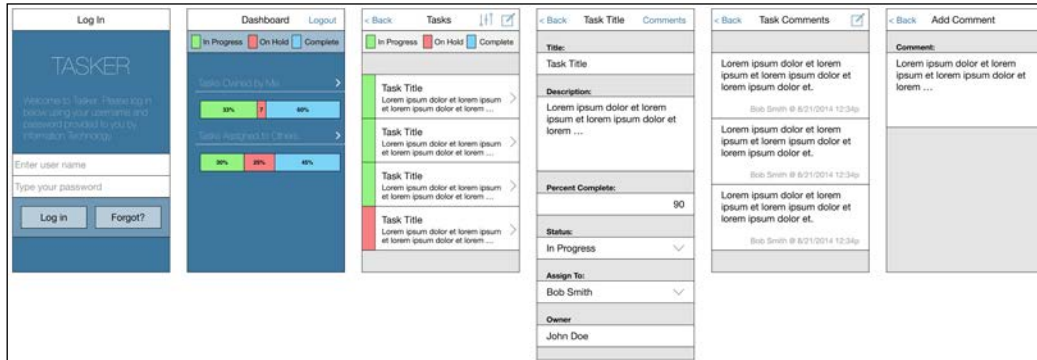 Log In
TASKER
Welcome to Tasker. Please log in
below using your username and
password provided to you by
Information Technology.
Enter user name
Type your password
Log in
Forgot?
Dashboard
Logout
In Progress
On Hold
Complete
Tasks Owned by Me
33%
7
60%
Tasks Assigned to Others
30%
25%
45%
< Back
Tasks
In Progress
On Hold
Complete
Task Title
Lorem ipsum dolor et lorem ipsum
et lorem ipsum dolor et lorem ...
Task Title
Lorem ipsum dolor et lorem ipsum
et lorem ipsum dolor et lorem ...
Task Title
Lorem ipsum dolor et lorem ipsum
et lorem ipsum dolor et lorem ...
Task Title
Lorem ipsum dolor et lorem ipsum
et lorem ipsum dolor et lorem ...
< Back
Task Title
Comments
Title:
Task Title
Description:
Lorem ipsum dolor et lorem
ipsum et lorem ipsum dolor et
lorem ...
Percent Complete:
90
Status:
In Progress
Assign To:
Bob Smith
Owner
John Doe
< Back
Task Comments
Lorem ipsum dolor et lorem
ipsum et lorem ipsum dolor et
lorem ipsum dolor et.
Bob Smith @ 8/21/2014 12:34p
Lorem ipsum dolor et lorem
ipsum et lorem ipsum dolor et
lorem ipsum dolor et.
Bob Smith @ 8/21/2014 12:34p
Lorem ipsum dolor et lorem
ipsum et lorem ipsum dolor et
lorem ipsum dolor et.
Bob Smith @ 8/21/2014 12:34p
< Back
Add Comment
Comment:
Lorem ipsum dolor et lorem
ipsum et lorem ipsum dolor et
lorem ...